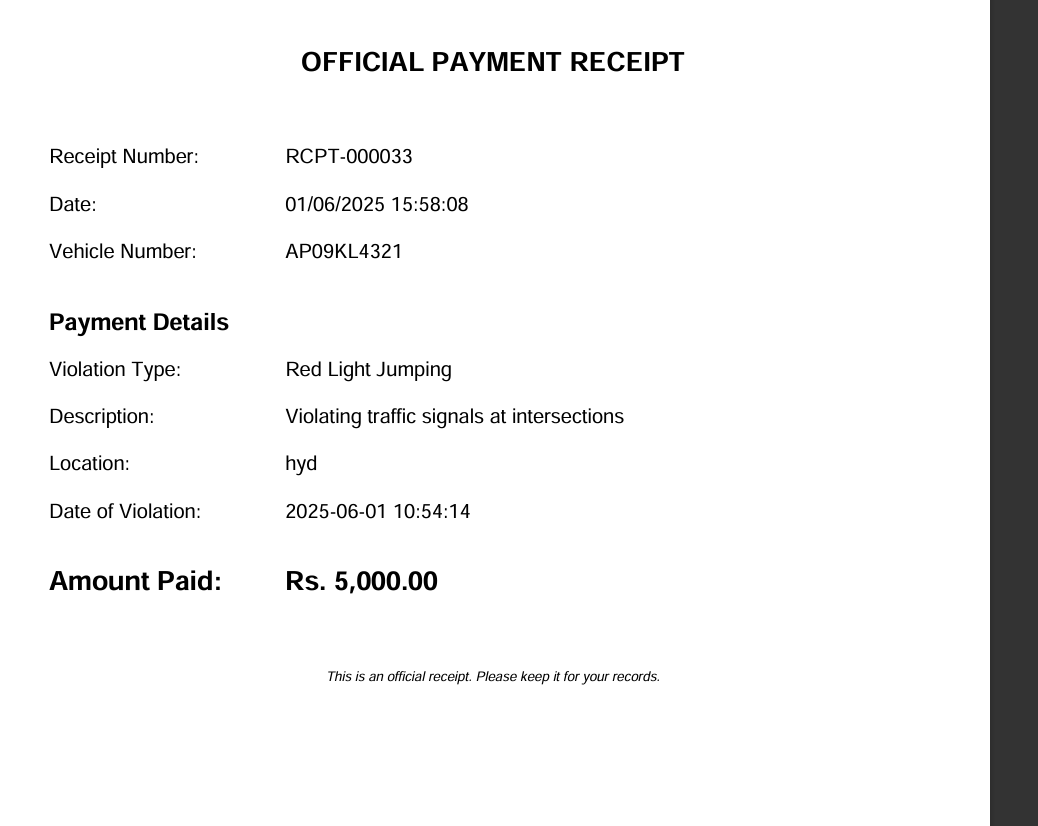 OFFICIAL PAYMENT RECEIPT
Receipt Number: RCPT-000033
Date: 01/06/2025 15:58:08
Vehicle Number: AP09KL4321
Payment Details
Violation Type: Red Light Jumping
Description: Violating traffic signals at intersections
Location: hyd
Date of Violation: 2025-06-01 10:54:14
Amount Paid: Rs. 5,000.00
This is an official receipt. Please keep it for your records.